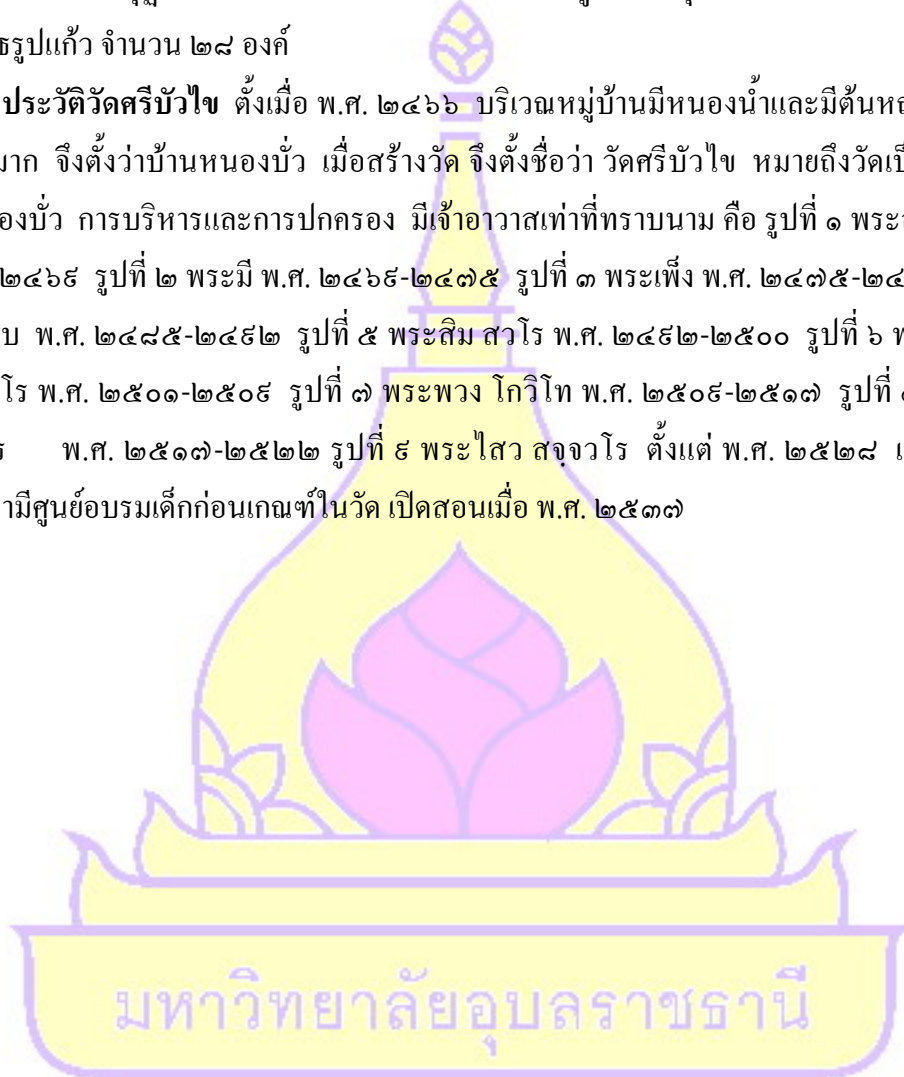 ธรูปแก้ว จำนวน ๒๘ องค์
ประวัติวัดศรีบัวไข ตั้งเมื่อ พ.ศ. ๒๔๖๖ บริเวณหมู่บ้านมีหนองน้ำและมีต้นห
มาก จึงตั้งว่าบ้านหนองบั่ว เมื่อสร้างวัด จึงตั้งชื่อว่า วัดศรีบัวไข หมายถึงวัดเป็
องบั่ว การบริหารและการปกครอง มีเจ้าอาวาสเท่าที่ทราบนาม คือ รูปที่ ๑ พระ
๒๔๖๙ รูปที่ ๒ พระมี พ.ศ. ๒๔๖๙-๒๔๗๕ รูปที่ ๓ พระเพ็ง พ.ศ. ๒๔๗๕-๒๔
บ พ.ศ. ๒๔๘๕-๒๔๙๒ รูปที่ ๕ พระสิม สวโร พ.ศ. ๒๔๙๒-๒๕๐๐ รูปที่ ๖ พ
โร พ.ศ. ๒๕๐๑-๒๕๐๙ รูปที่ ๗ พระพวง โกวิโท พ.ศ. ๒๕๐๙-๒๕๑๗ รูปที่
ร พ.ศ. ๒๕๑๗-๒๕๒๒ รูปที่ ๙ พระไสว สจฺจวโร ตั้งแต่ พ.ศ. ๒๕๒๘ เ
ามีศูนย์อบรมเด็กก่อนเกณฑ์ในวัด เปิดสอนเมื่อ พ.ศ. ๒๕๓๗
มหาวิทยาลัยอุบลราชธานี